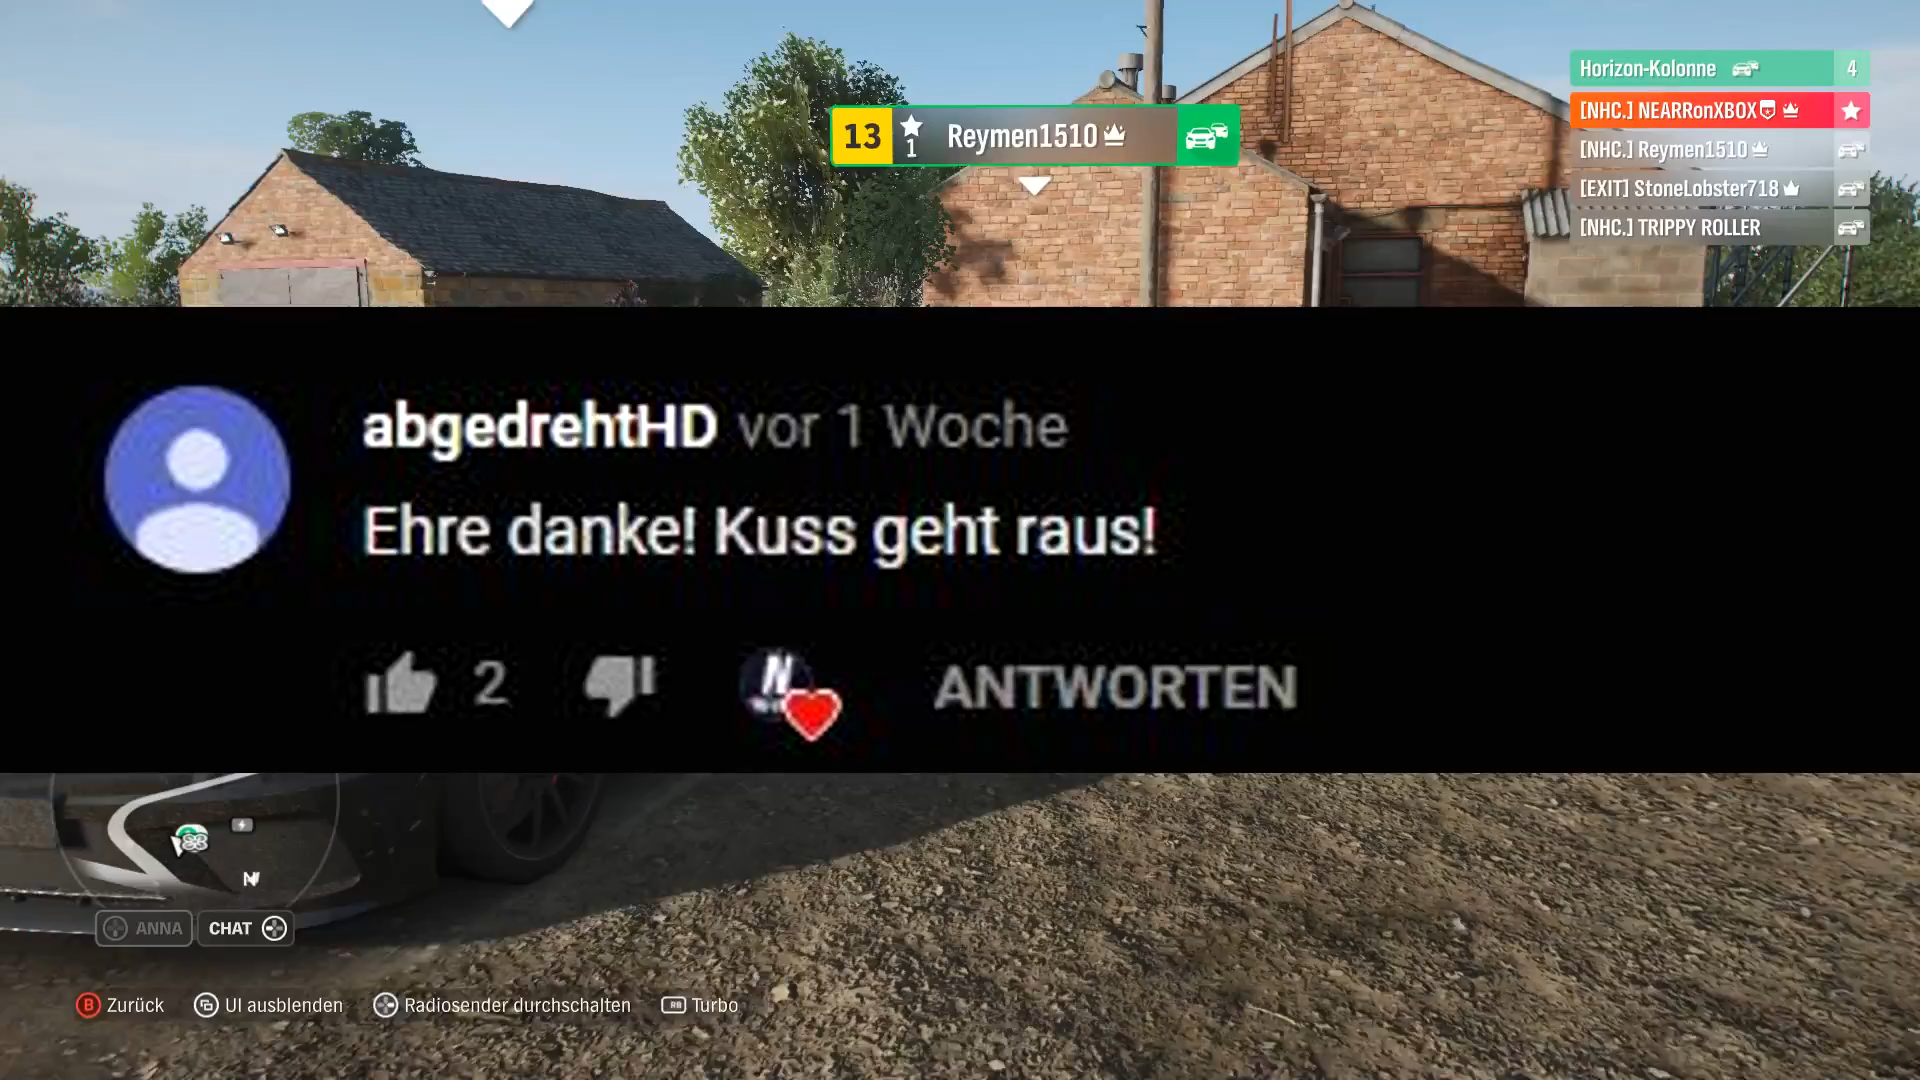 Horizon-Kolonne 4
[NHC.] NEARRonXBOX
13 1 Reymen1510
[NHC.] Reymen1510
[EXIT] StoneLobster718
[NHC.] TRIPPY ROLLER
abgedrehtHD vor 1 Woche
Ehre danke! Kuss geht raus!
2 ANTWORTEN
N
ANNA CHAT
B Zurück UI ausblenden Radiosender durchschalten RB Turbo